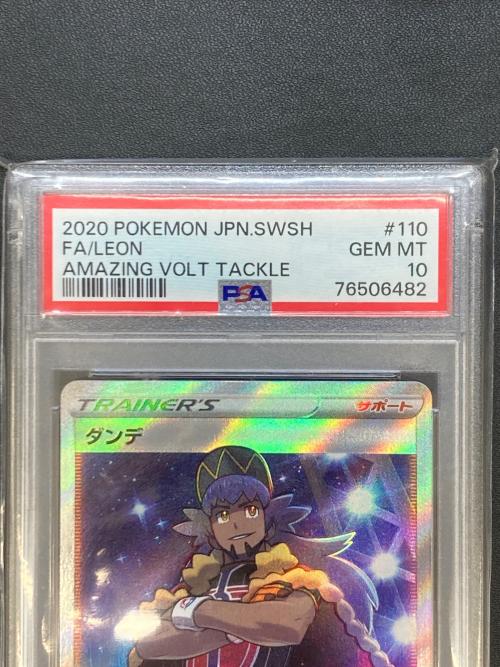 2020 POKEMON JPN.SWSH #110
FA/LEON GEM MT
AMAZING VOLT TACKLE 10
PSA 76506482
TRAINER'S サポート
ダンデ